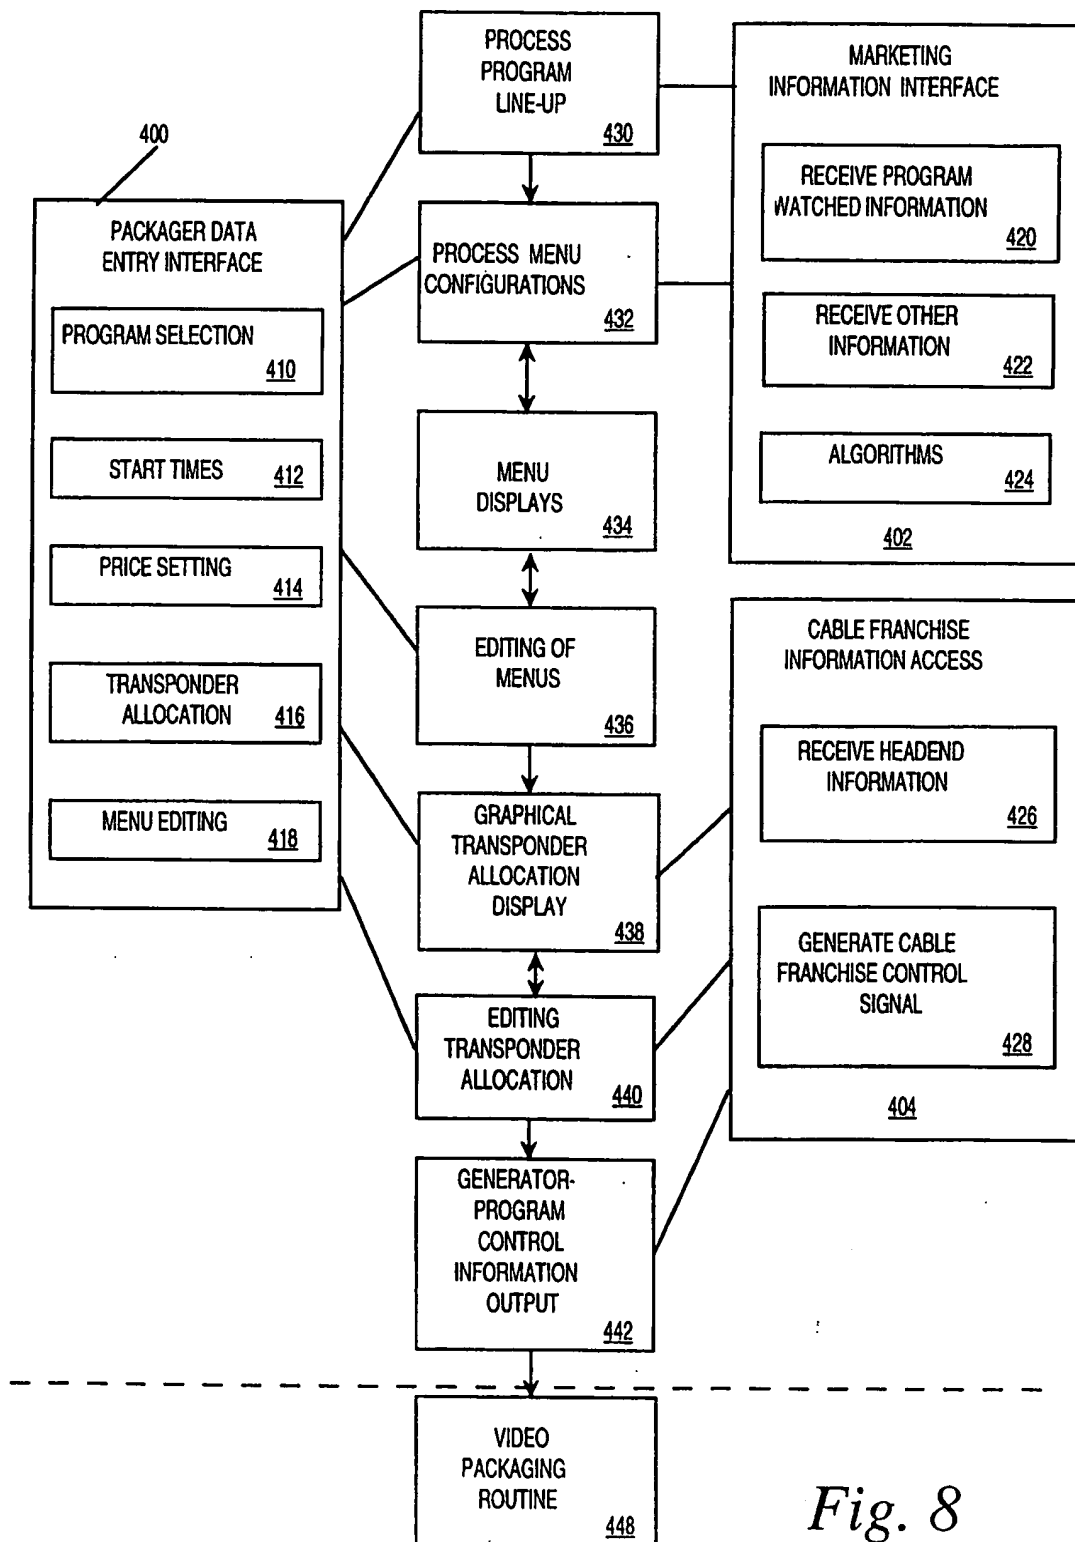 400
PACKAGER DATA
ENTRY INTERFACE
PROGRAM SELECTION
410
START TIMES
412
PRICE SETTING
414
TRANSPONDER
ALLOCATION
416
MENU EDITING
418
PROCESS
PROGRAM
LINE-UP
430
PROCESS MENU
CONFIGURATIONS
432
MENU
DISPLAYS
434
EDITING OF
MENUS
436
GRAPHICAL
TRANSPONDER
ALLOCATION
DISPLAY
438
EDITING
TRANSPONDER
ALLOCATION
440
GENERATOR-
PROGRAM
CONTROL
INFORMATION
OUTPUT
442
VIDEO
PACKAGING
ROUTINE
448
MARKETING
INFORMATION INTERFACE
RECEIVE PROGRAM
WATCHED INFORMATION
420
RECEIVE OTHER
INFORMATION
422
ALGORITHMS
424
402
CABLE FRANCHISE
INFORMATION ACCESS
RECEIVE HEADEND
INFORMATION
426
GENERATE CABLE
FRANCHISE CONTROL
SIGNAL
428
404
Fig. 8